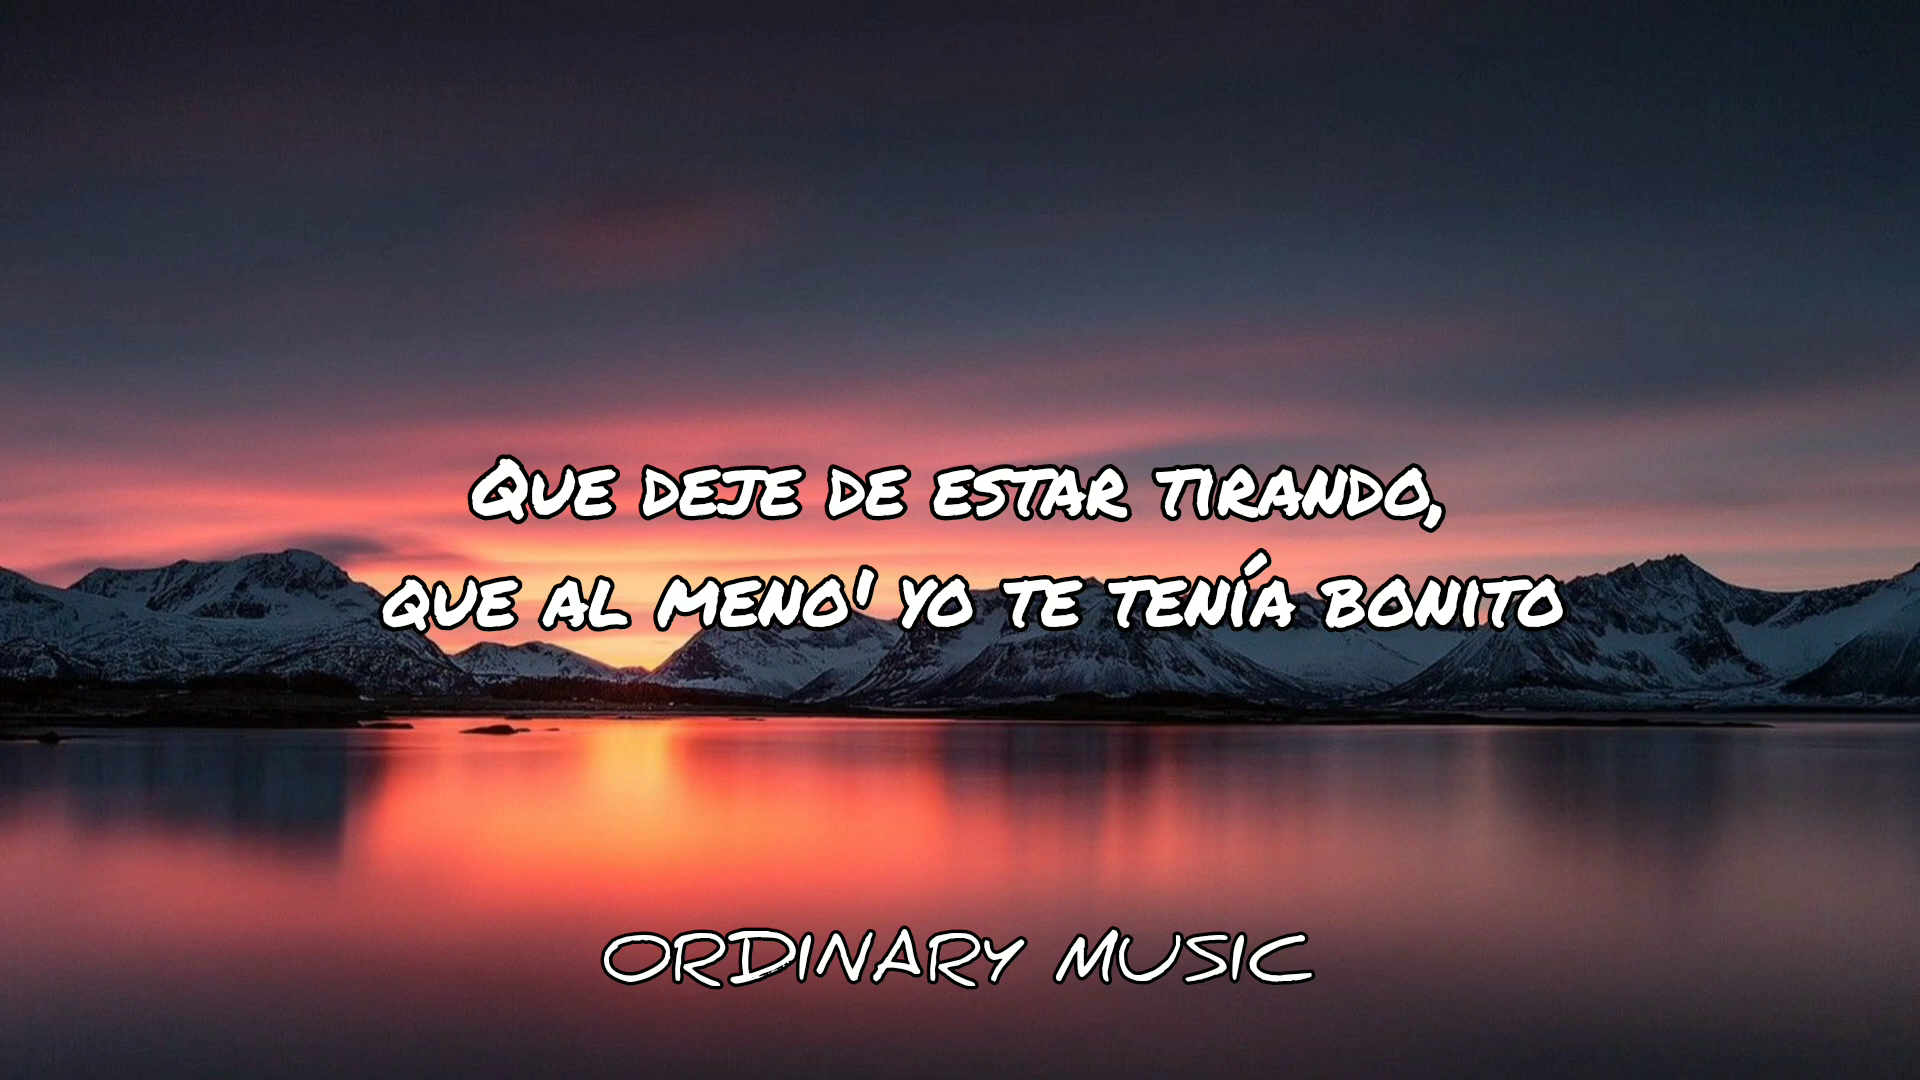 Que deje de estar tirando,
que al meno' yo te tenía bonito
ORDINARY MUSIC